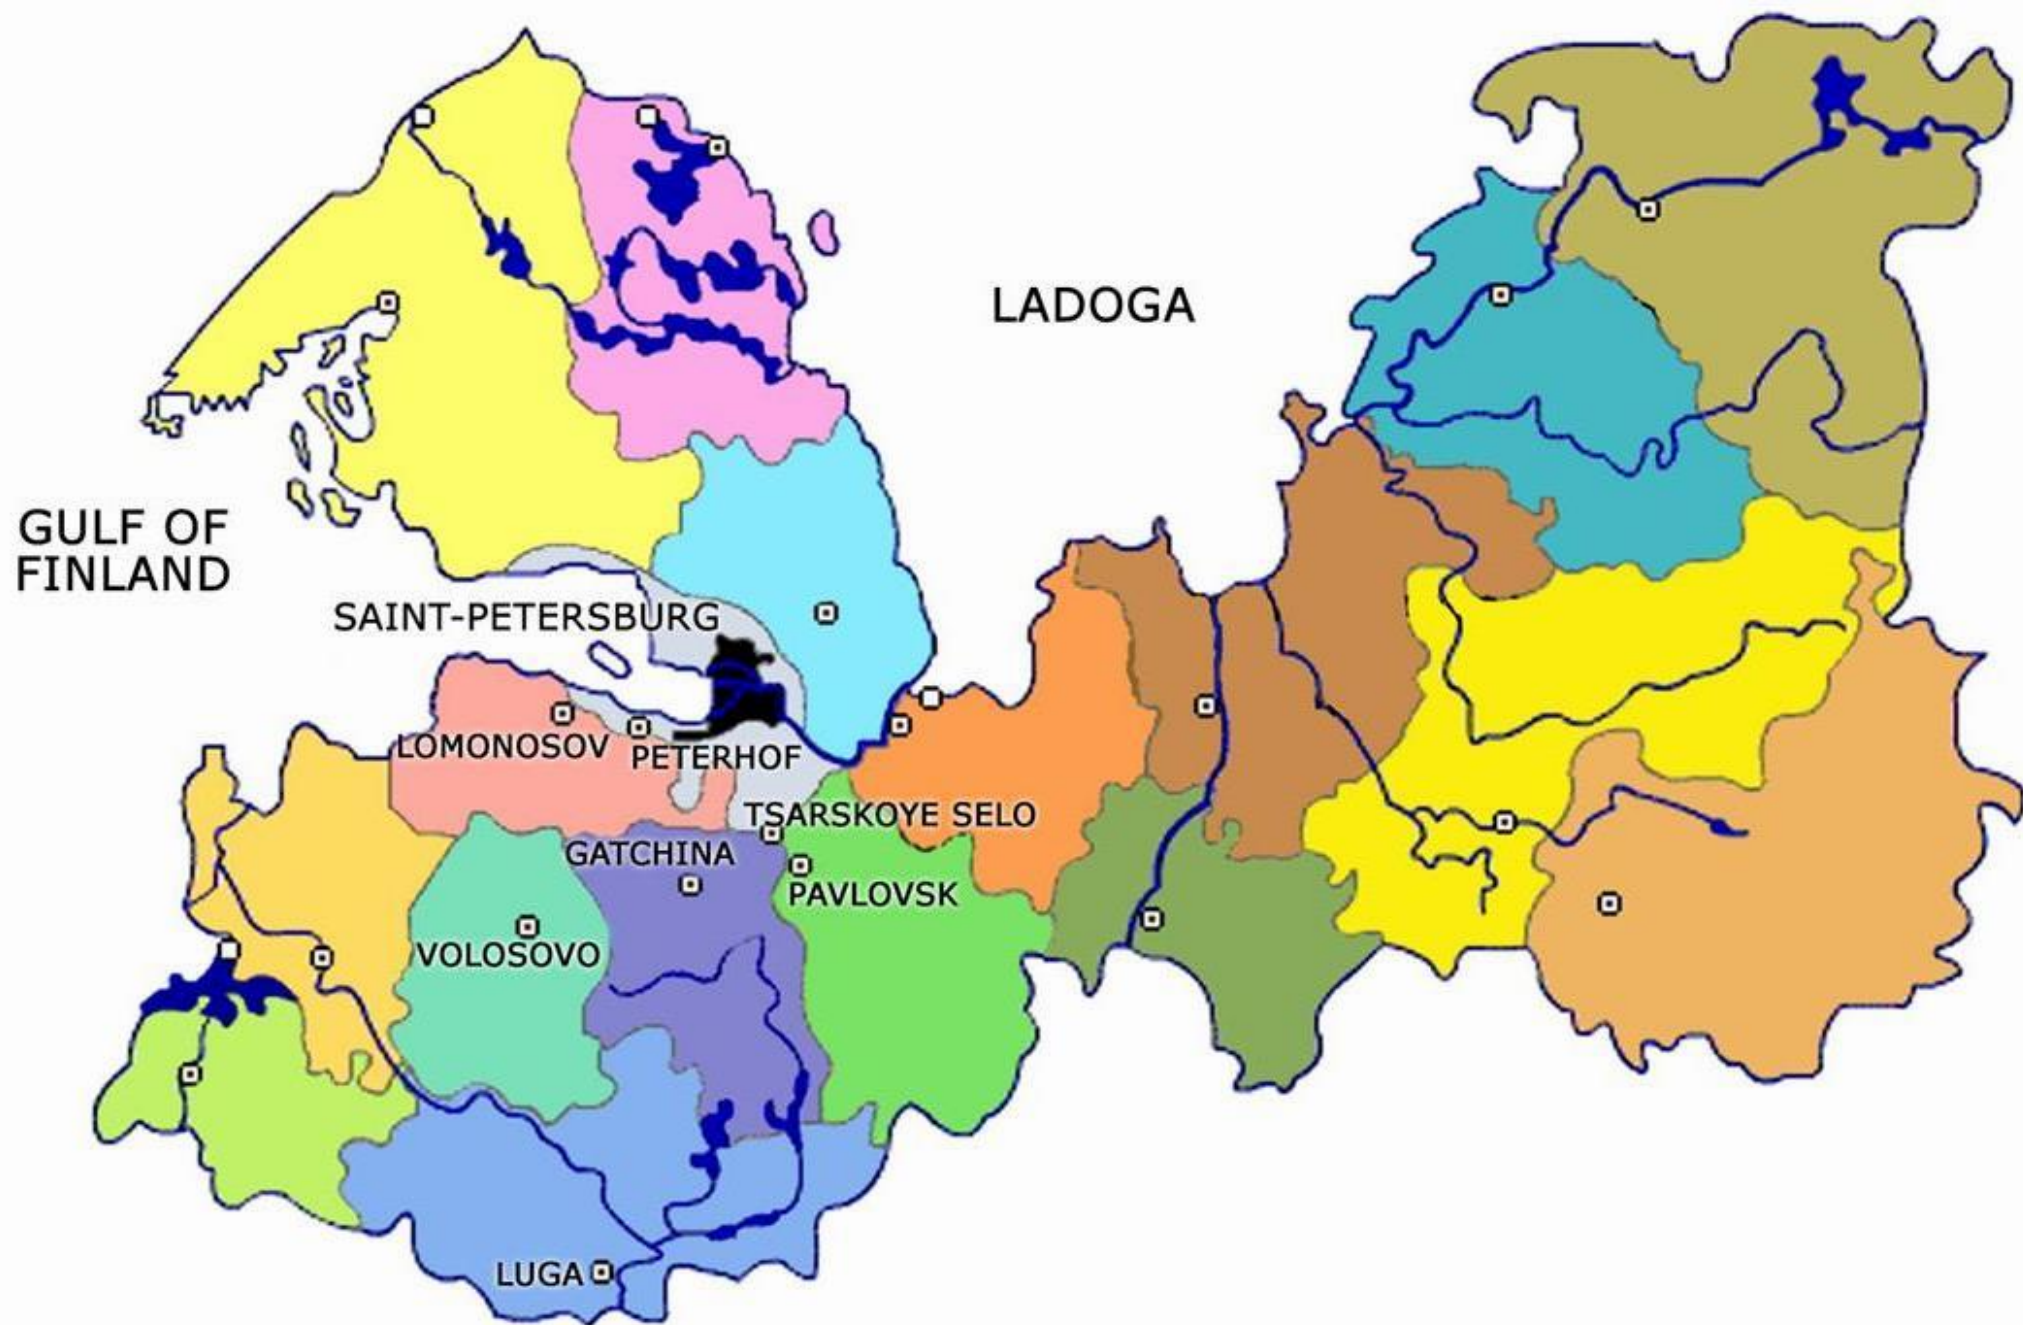 LADOGA
GULF OF
FINLAND
SAINT-PETERSBURG
LOMONOSOV
PETERHOF
TSARSKOYE SELO
GATCHINA
PAVLOVSK
VOLOSOVO
LUGA